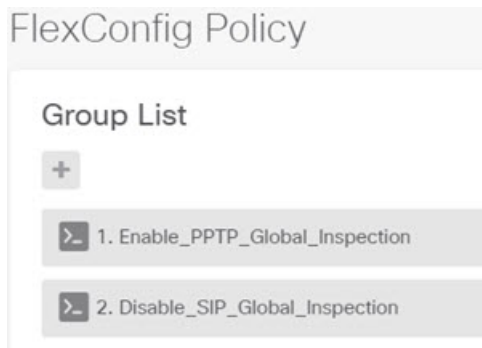 FlexConfig Policy
Group List
+
>_ 1. Enable_PPTP_Global_Inspection
>_ 2. Disable_SIP_Global_Inspection